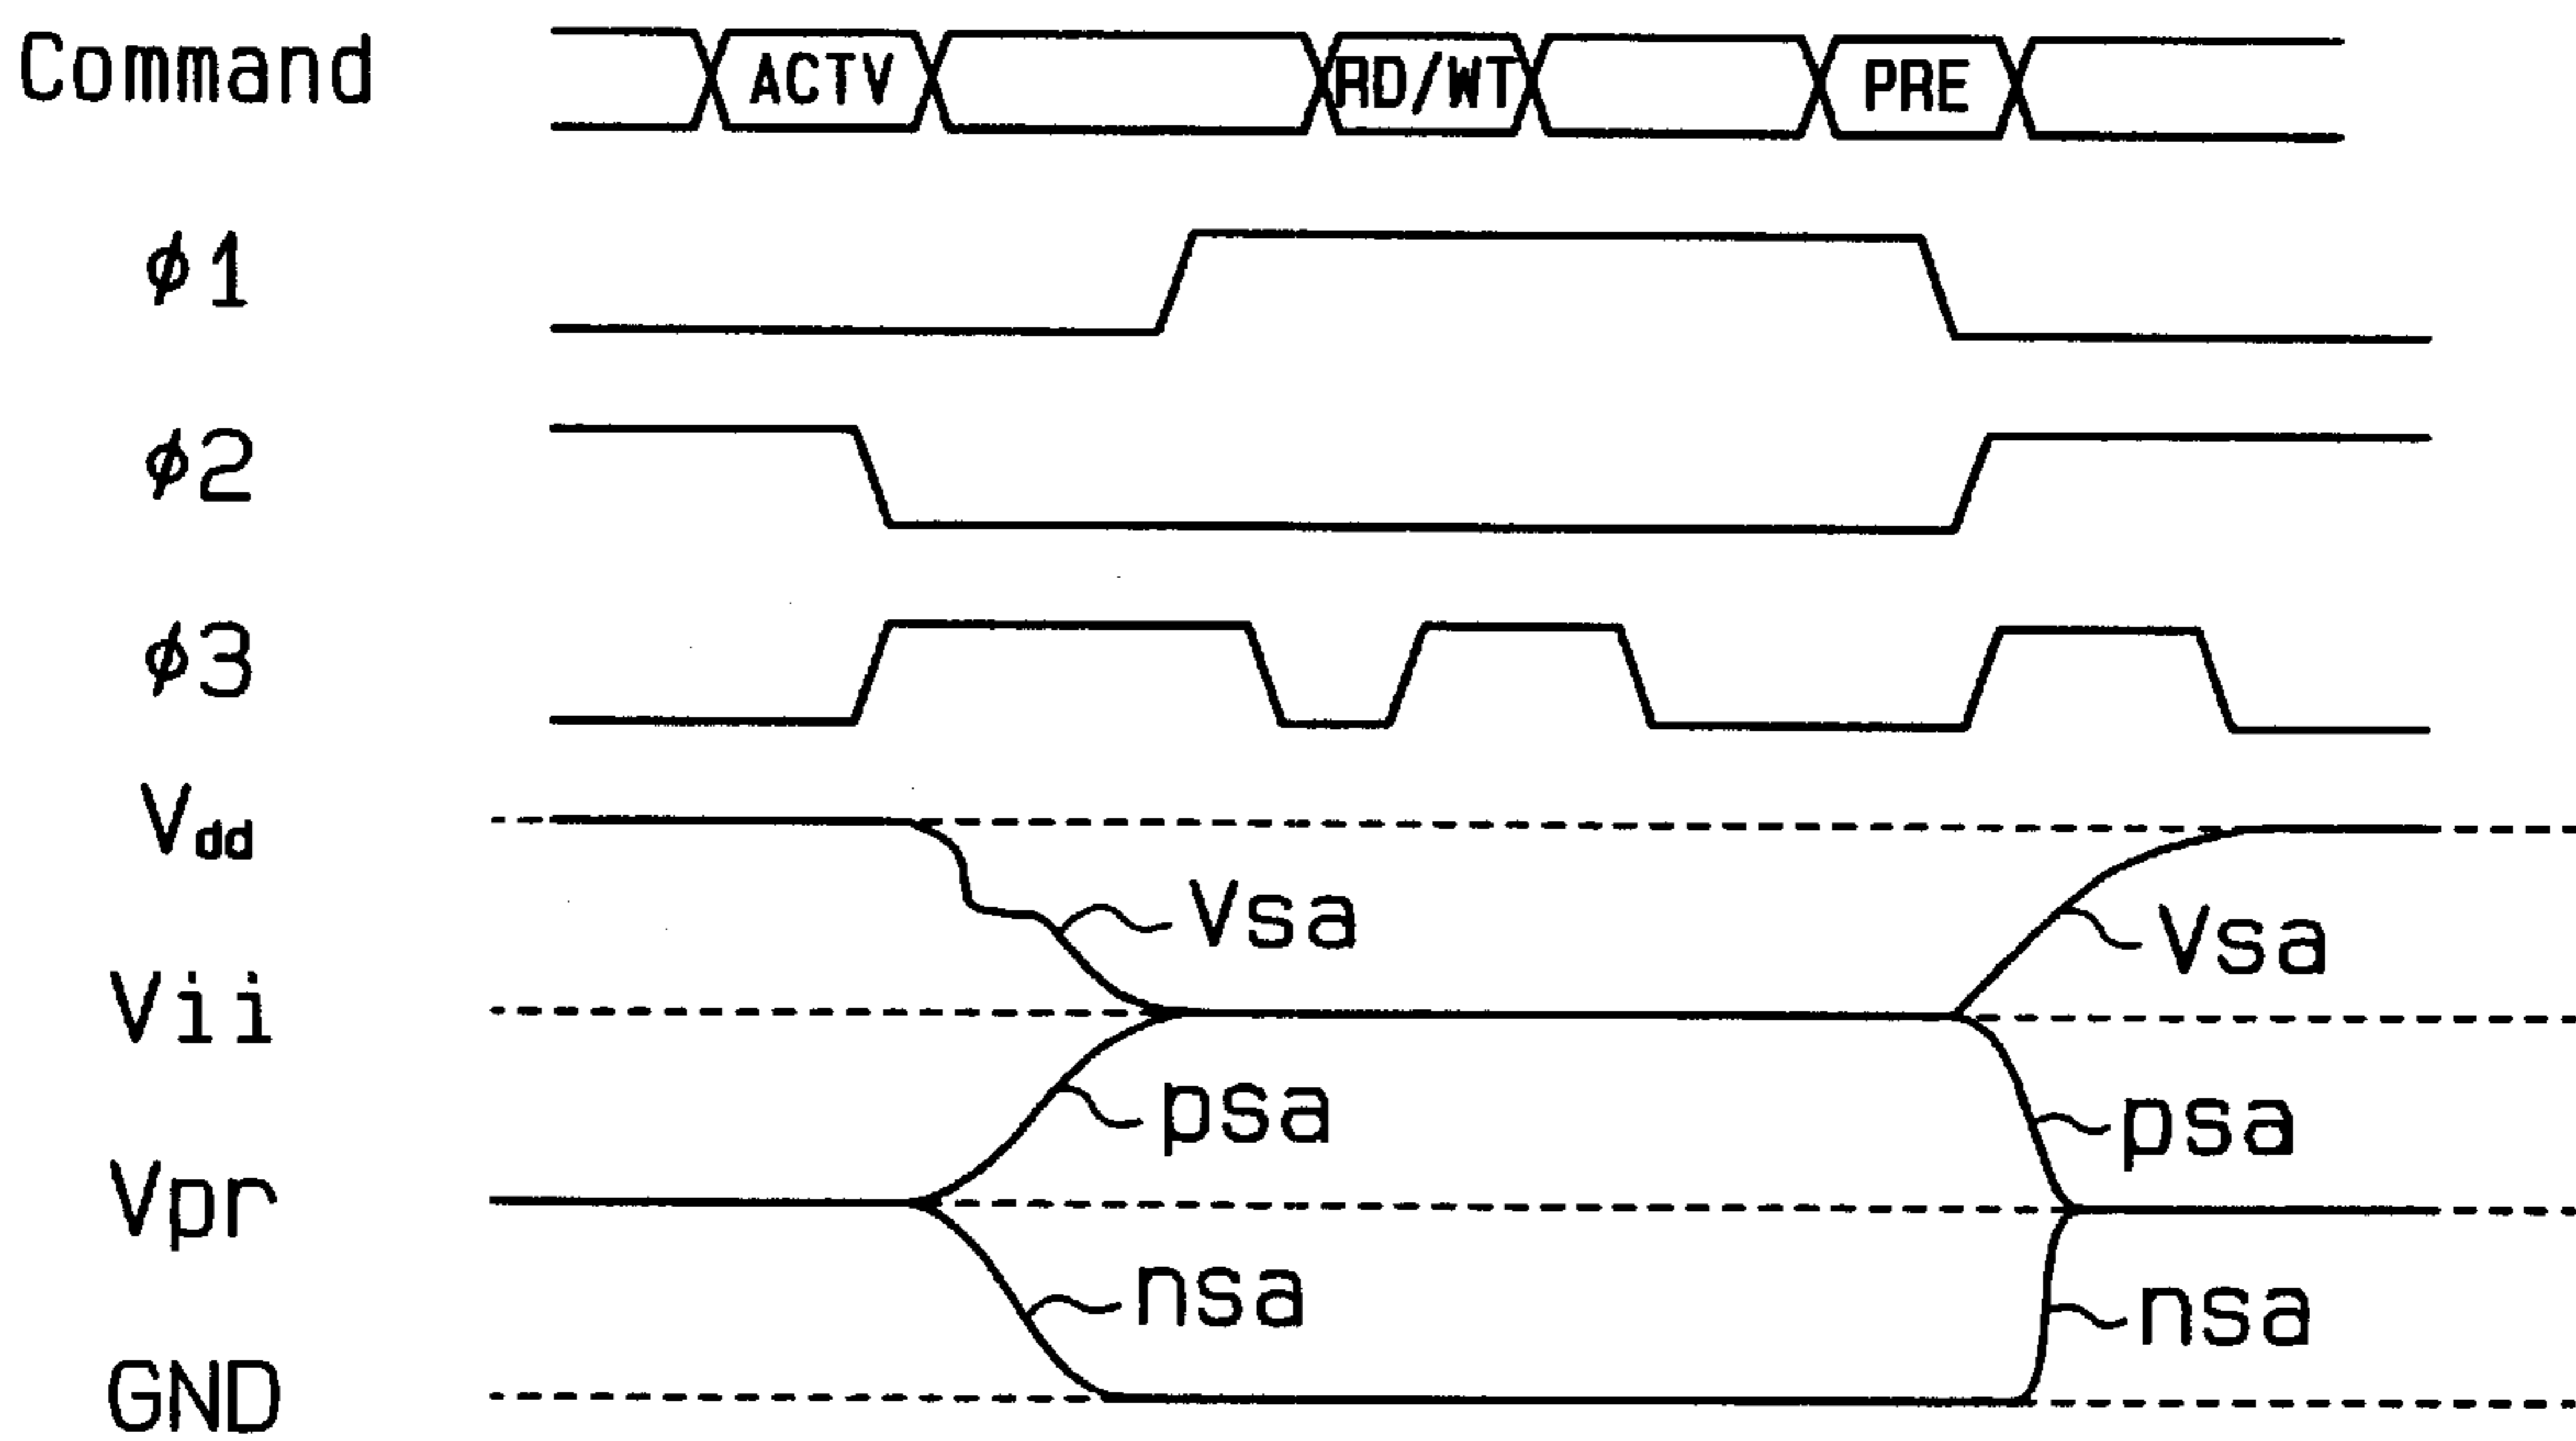 Command ACTV RD/WT PRE
ϕ1
ϕ2
ϕ3
Vdd
Vsa Vsa
Vii
psa psa
Vpr
nsa nsa
GND